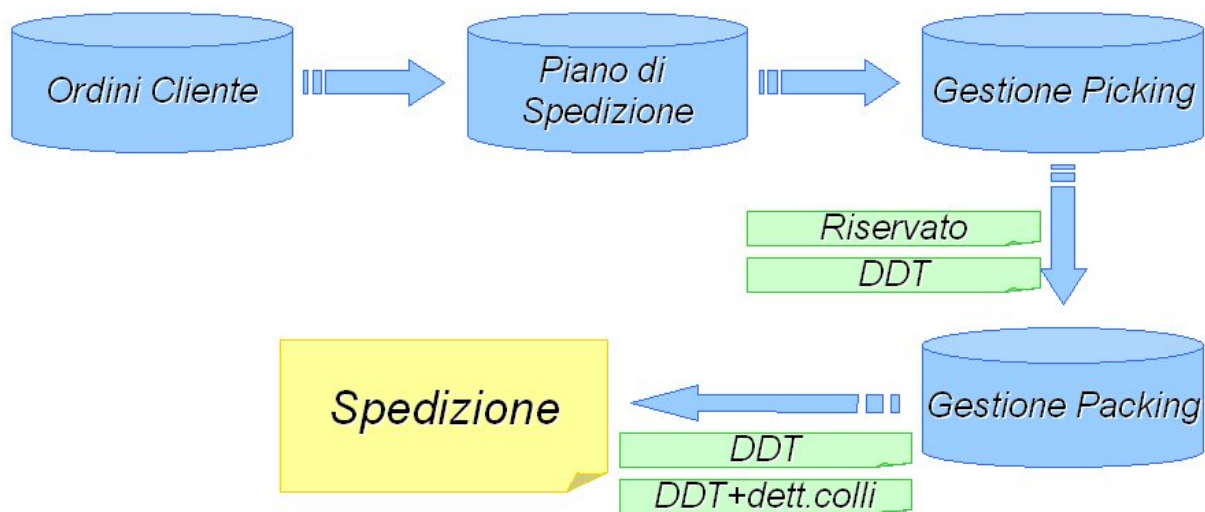 Ordini Cliente
Piano di
Spedizione
Gestione Picking
Riservato
DDT
Gestione Packing
Spedizione
DDT
DDT+dett.colli